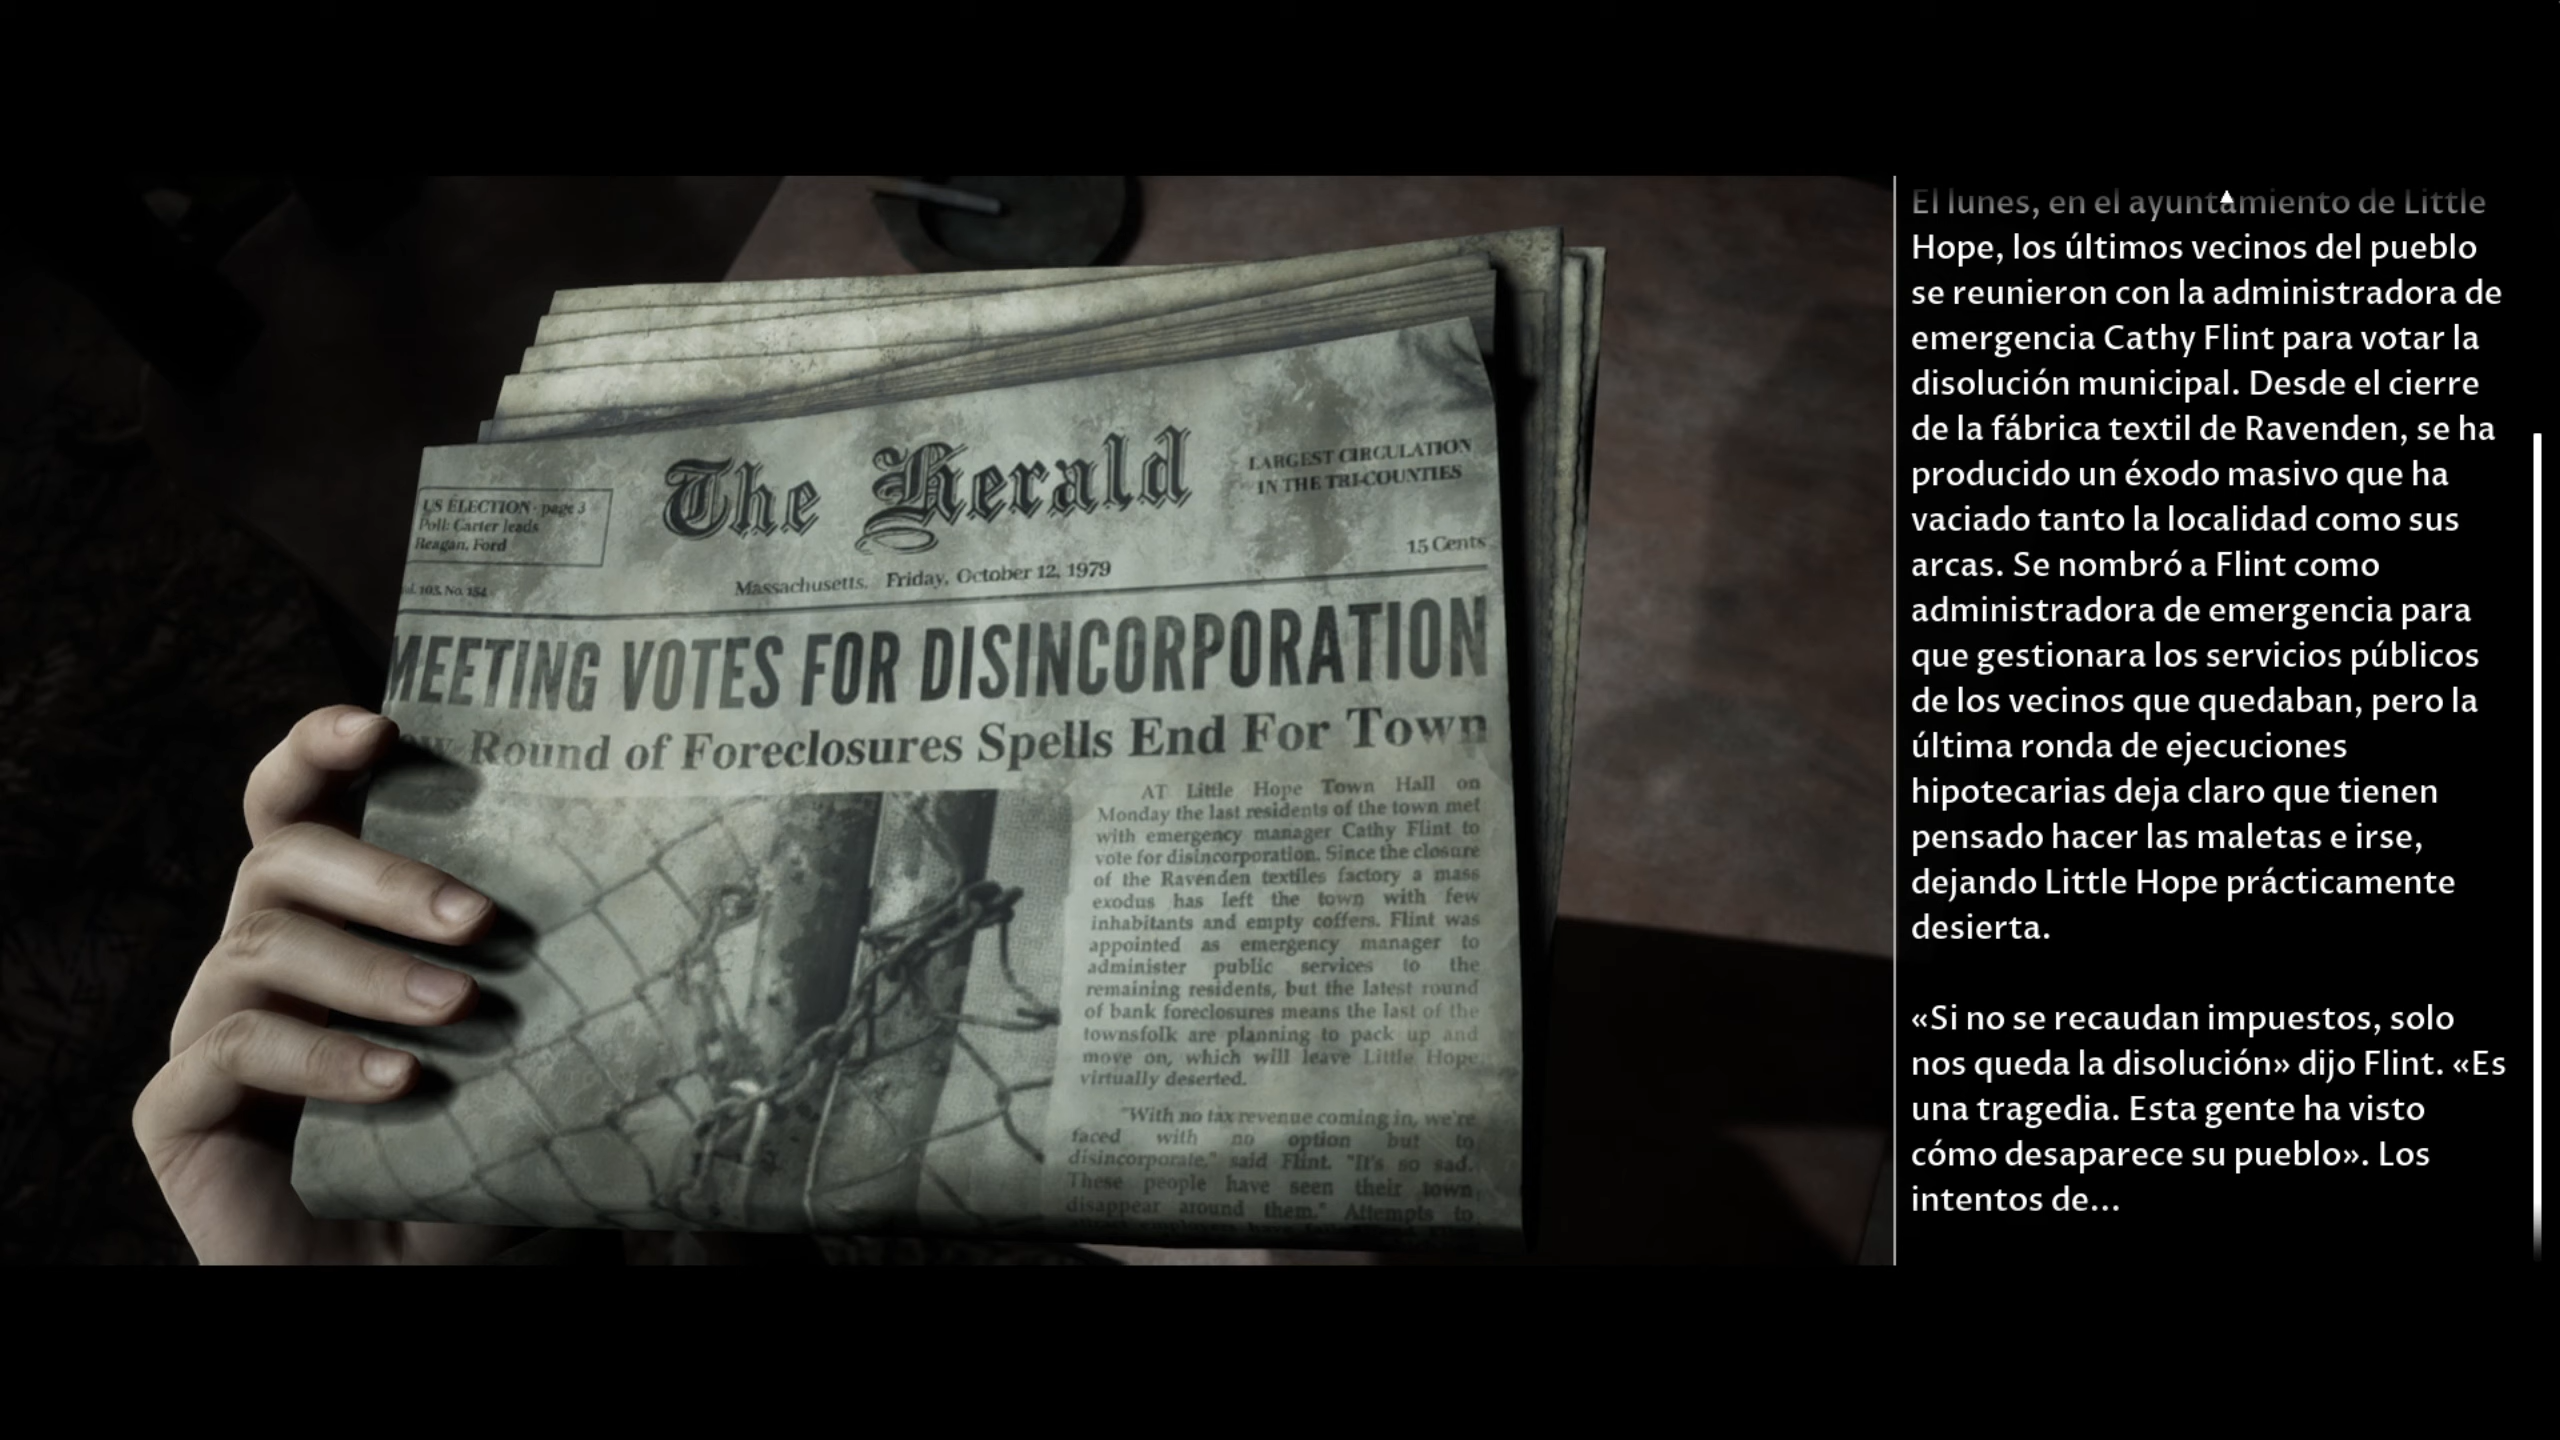 The Herald
LARGEST CIRCULATION
IN THE TRI-COUNTIES
US ELECTION - page 3
Poll: Carter leads
Reagan, Ford
15 Cents
Massachusetts. Friday, October 12, 1979
103, No. 154
MEETING VOTES FOR DISINCORPORATION
Round of Foreclosures Spells End For Town
AT Little Hope Town Hall on
Monday the last residents of the town met
with emergency manager Cathy Flint to
vote for disincorporation. Since the closure
of the Ravenden textiles factory a mass
exodus has left the town with few
inhabitants and empty coffers. Flint was
appointed as emergency manager to
administer public services to the
remaining residents, but the latest round
of bank foreclosures means the last of the
townsfolk are planning to pack up and
move on, which will leave Little Hope
virtually deserted.
"With no tax revenue coming in, we're
faced with no option but to
disincorporate," said Flint. "It's so sad.
These people have seen their town
disappear around them." Attempts to
El lunes, en el ayuntamiento de Little
Hope, los últimos vecinos del pueblo
se reunieron con la administradora de
emergencia Cathy Flint para votar la
disolución municipal. Desde el cierre
de la fábrica textil de Ravenden, se ha
producido un éxodo masivo que ha
vaciado tanto la localidad como sus
arcas. Se nombró a Flint como
administradora de emergencia para
que gestionara los servicios públicos
de los vecinos que quedaban, pero la
última ronda de ejecuciones
hipotecarias deja claro que tienen
pensado hacer las maletas e irse,
dejando Little Hope prácticamente
desierta.
«Si no se recaudan impuestos, solo
nos queda la disolución» dijo Flint. «Es
una tragedia. Esta gente ha visto
cómo desaparece su pueblo». Los
intentos de...